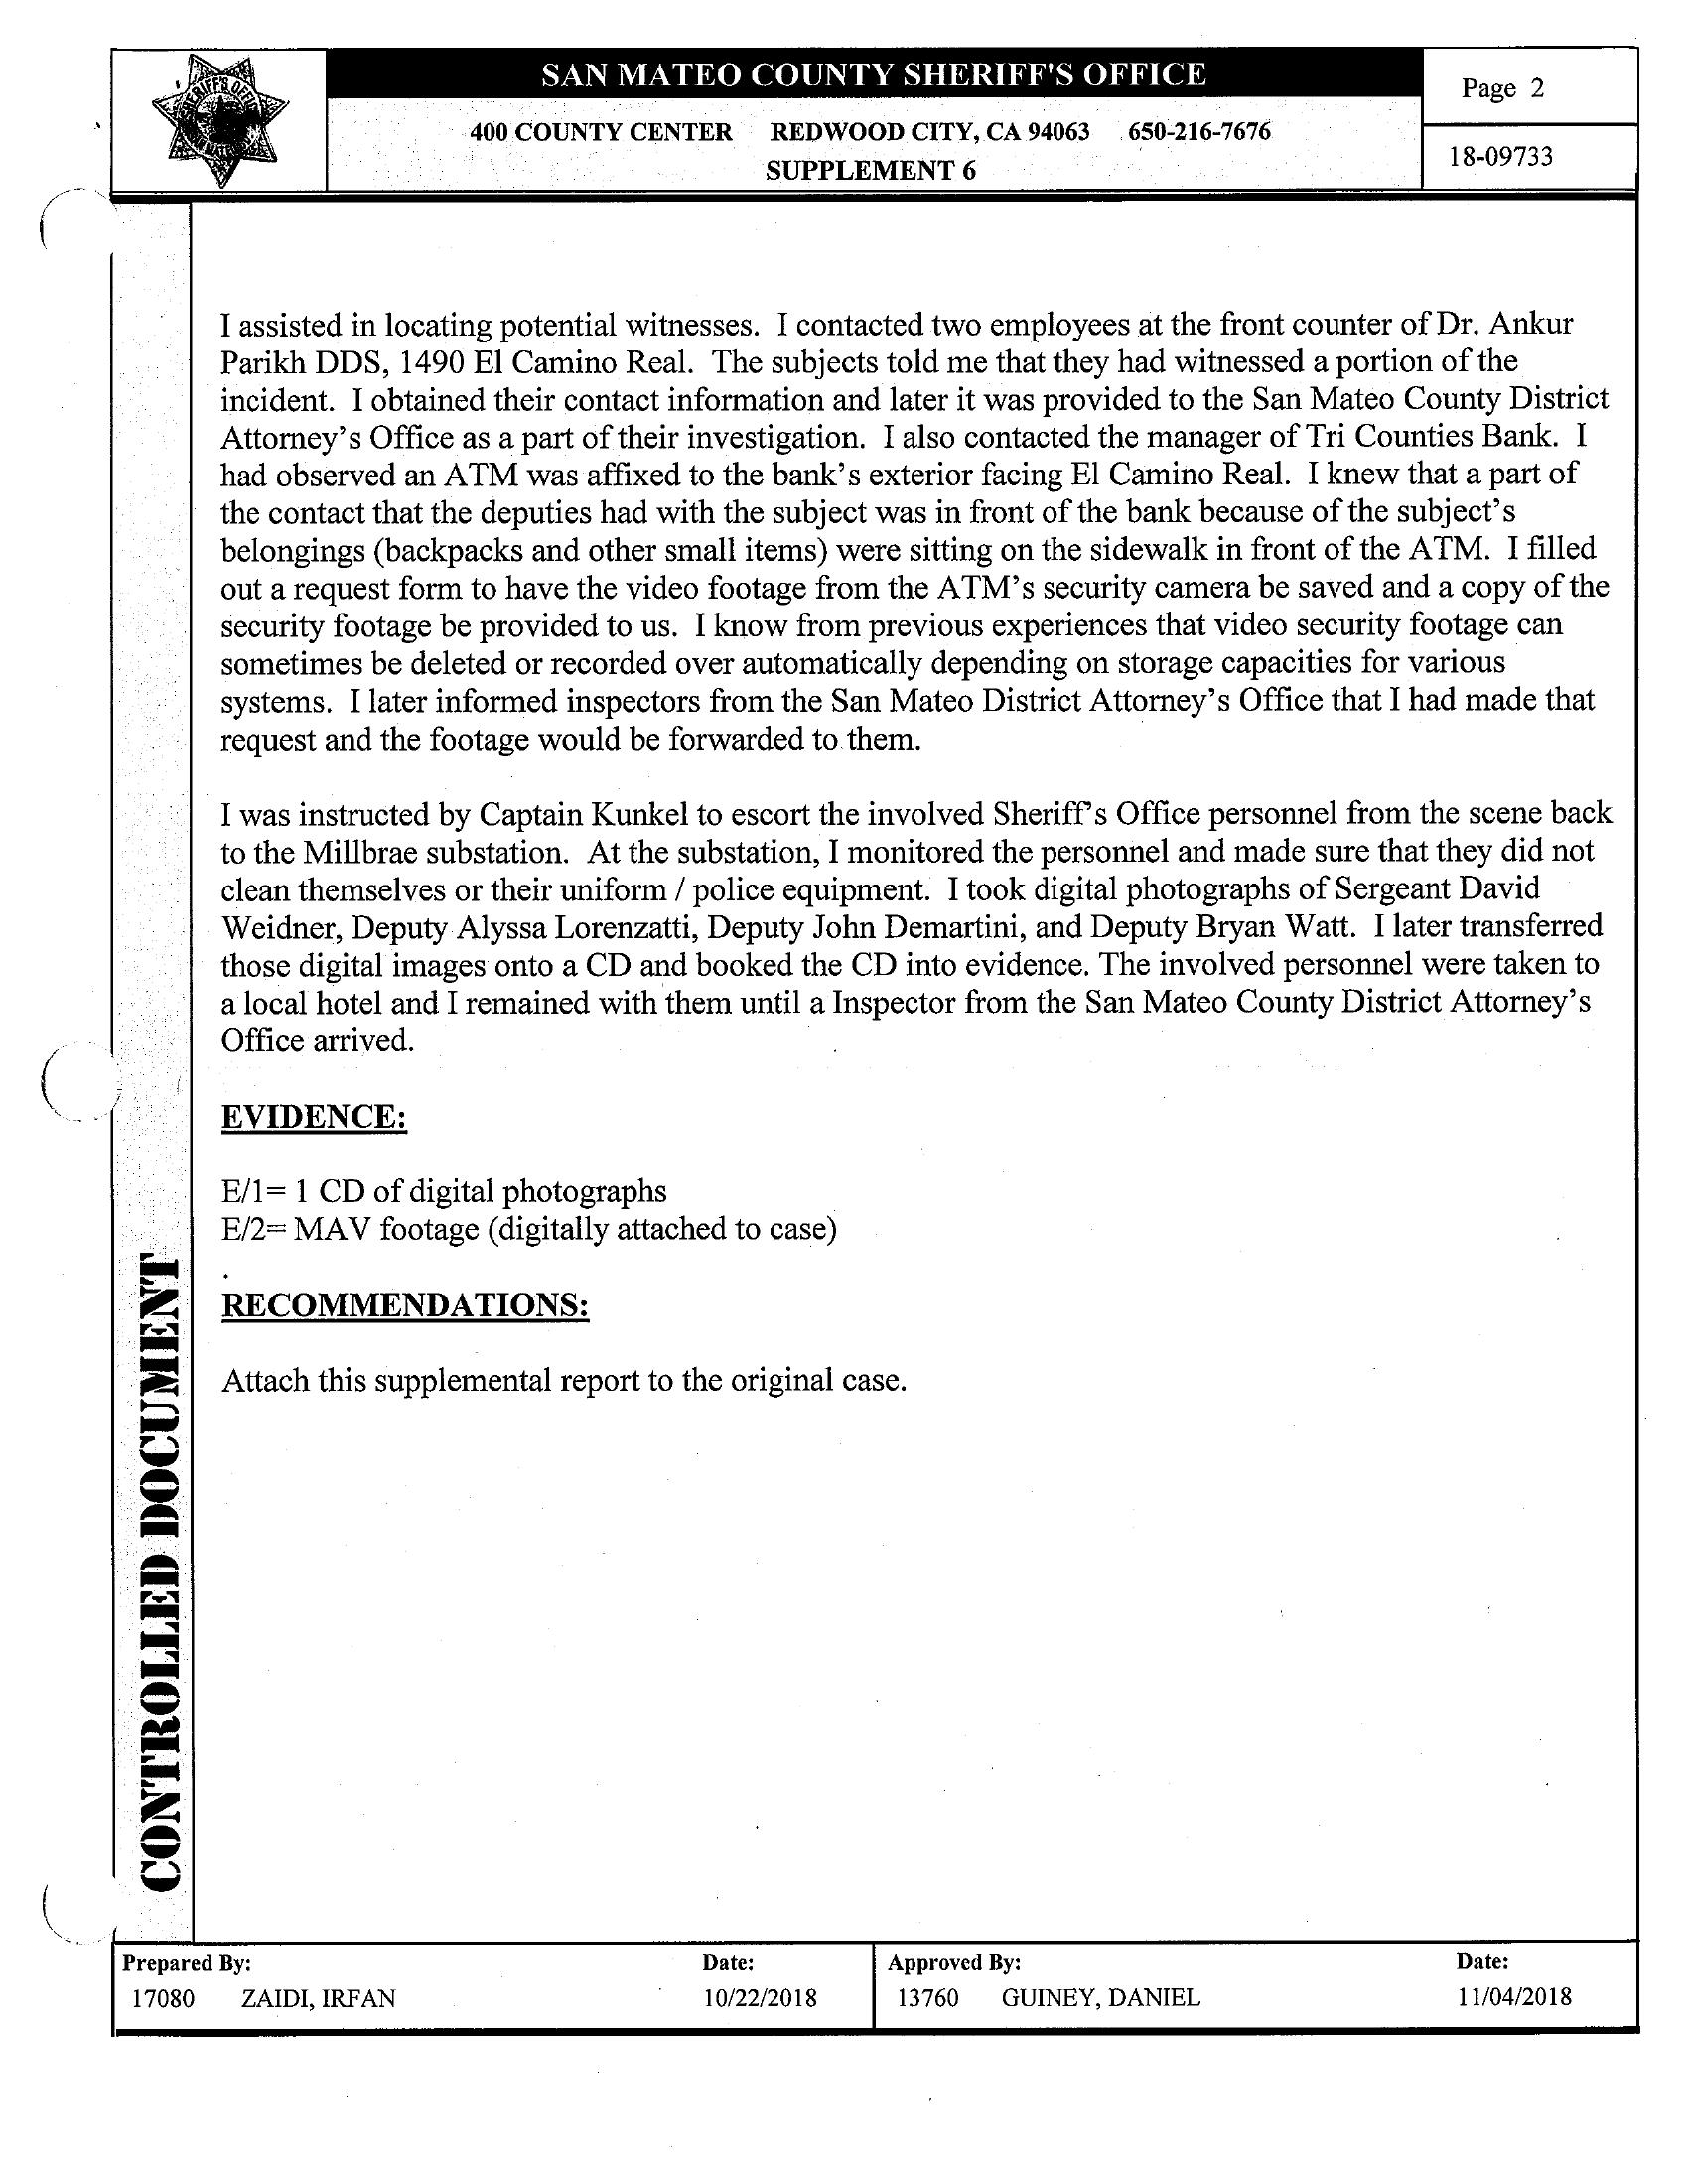 SAN MATEO COUNTY SHERIFF'S OFFICE
Page 2
400 COUNTY CENTER REDWOOD CITY, CA 94063 650-216-7676
SUPPLEMENT 6
18-09733
I assisted in locating potential witnesses. I contacted two employees at the front counter of Dr. Ankur
Parikh DDS, 1490 El Camino Real. The subjects told me that they had witnessed a portion of the
incident. I obtained their contact information and later it was provided to the San Mateo County District
Attorney's Office as a part of their investigation. I also contacted the manager of Tri Counties Bank. I
had observed an ATM was affixed to the bank's exterior facing El Camino Real. I knew that a part of
the contact that the deputies had with the subject was in front of the bank because of the subject's
belongings (backpacks and other small items) were sitting on the sidewalk in front of the ATM. I filled
out a request form to have the video footage from the ATM's security camera be saved and a copy of the
security footage be provided to us. I know from previous experiences that video security footage can
sometimes be deleted or recorded over automatically depending on storage capacities for various
systems. I later informed inspectors from the San Mateo District Attorney's Office that I had made that
request and the footage would be forwarded to them.
I was instructed by Captain Kunkel to escort the involved Sheriff's Office personnel from the scene back
to the Millbrae substation. At the substation, I monitored the personnel and made sure that they did not
clean themselves or their uniform / police equipment. I took digital photographs of Sergeant David
Weidner, Deputy Alyssa Lorenzatti, Deputy John Demartini, and Deputy Bryan Watt. I later transferred
those digital images onto a CD and booked the CD into evidence. The involved personnel were taken to
a local hotel and I remained with them until a Inspector from the San Mateo County District Attorney's
Office arrived.
EVIDENCE:
E/1= 1 CD of digital photographs
E/2= MAV footage (digitally attached to case)
.
RECOMMENDATIONS:
Attach this supplemental report to the original case.
CONTROLLED DOCUMENT
Prepared By: Date: Approved By: Date:
17080 ZAIDI, IRFAN 10/22/2018 13760 GUINEY, DANIEL 11/04/2018